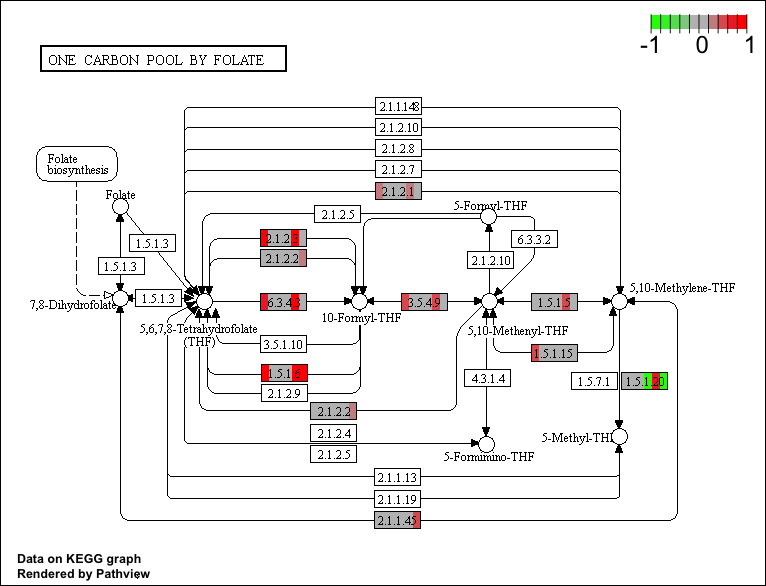 -1 0 1
ONE CARBON POOL BY FOLATE
2.1.1.148
2.1.2.10
2.1.2.8
2.1.2.7
2.1.2.1
Folate
biosynthesis
Folate
2.1.2.5
5-Formyl-THF
1.5.1.3
2.1.2.3
6.3.3.2
1.5.1.3
2.1.2.2
2.1.2.10
7,8-Dihydrofolate
1.5.1.3
6.3.4.3
3.5.4.9
1.5.1.5
5,10-Methylene-THF
5,6,7,8-Tetrahydrofolate
(THF)
10-Formyl-THF
5,10-Methenyl-THF
3.5.1.10
1.5.1.15
1.5.1.6
4.3.1.4
1.5.7.1
1.5.1.20
2.1.2.9
2.1.2.2
2.1.2.4
5-Methyl-TH
2.1.2.5
5-Formimino-THF
2.1.1.13
2.1.1.19
2.1.1.45
Data on KEGG graph
Rendered by Pathview